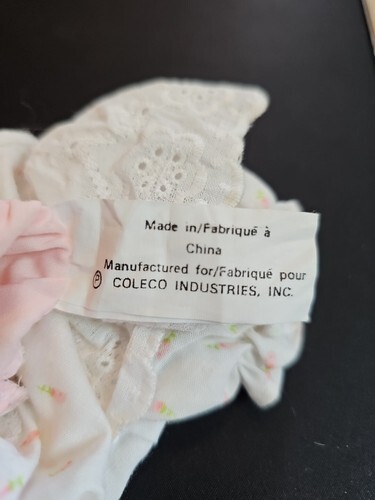 Made in/Fabriqué à
China
Manufactured for/Fabriqué pour
© COLECO INDUSTRIES, INC.